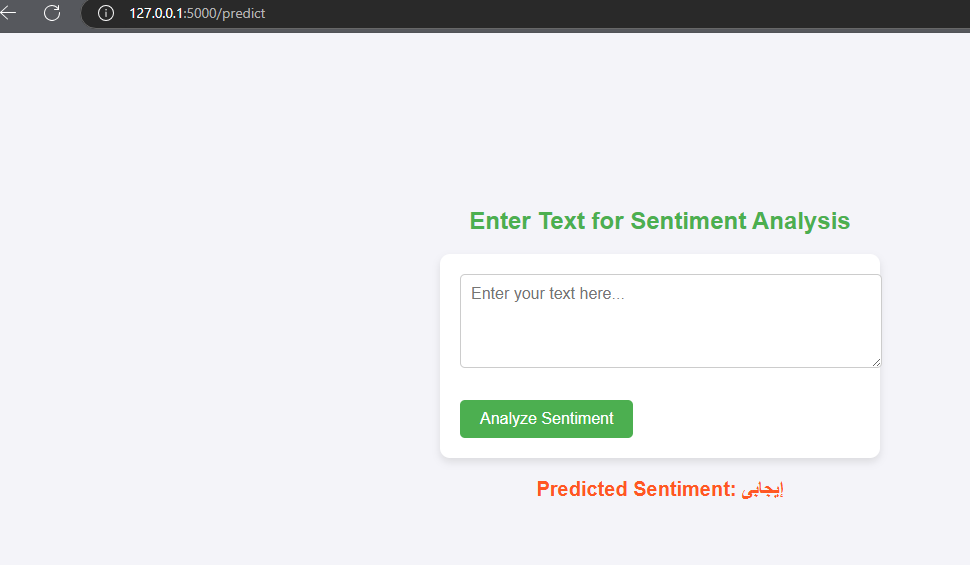 127.0.0.1:5000/predict
Enter Text for Sentiment Analysis
Enter your text here...
Analyze Sentiment
Predicted Sentiment: إيجابي